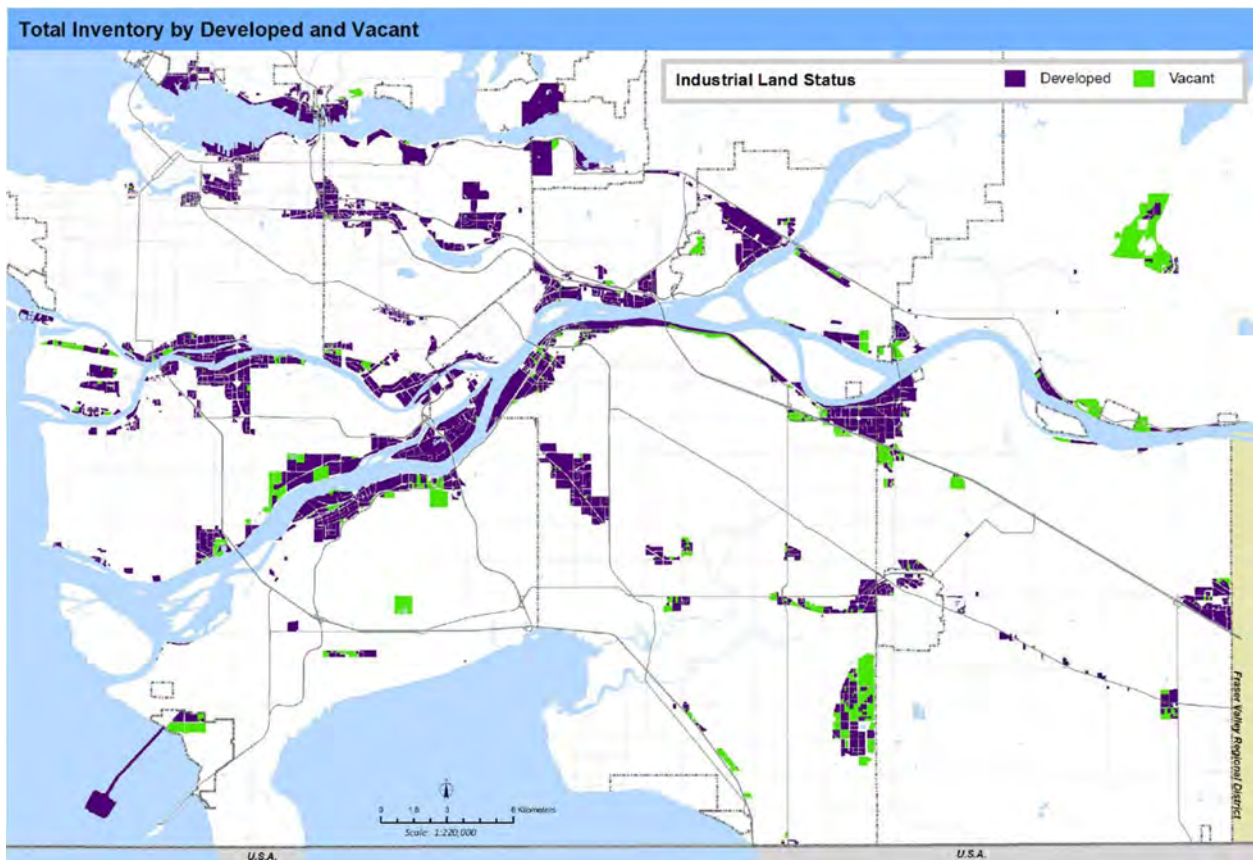 Total Inventory by Developed and Vacant
Industrial Land Status
Developed
Vacant
Fraser Valley Regional District
0 1.5 3 6 Kilometers
Scale: 1:220,000
U.S.A.
U.S.A.